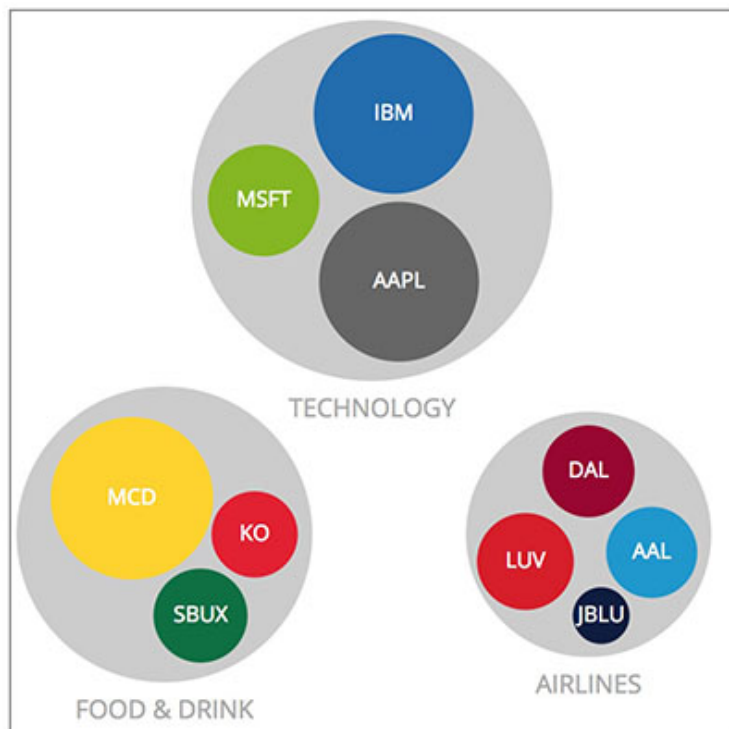 IBM
MSFT
AAPL
TECHNOLOGY
MCD
KO
SBUX
FOOD & DRINK
DAL
LUV
AAL
JBLU
AIRLINES